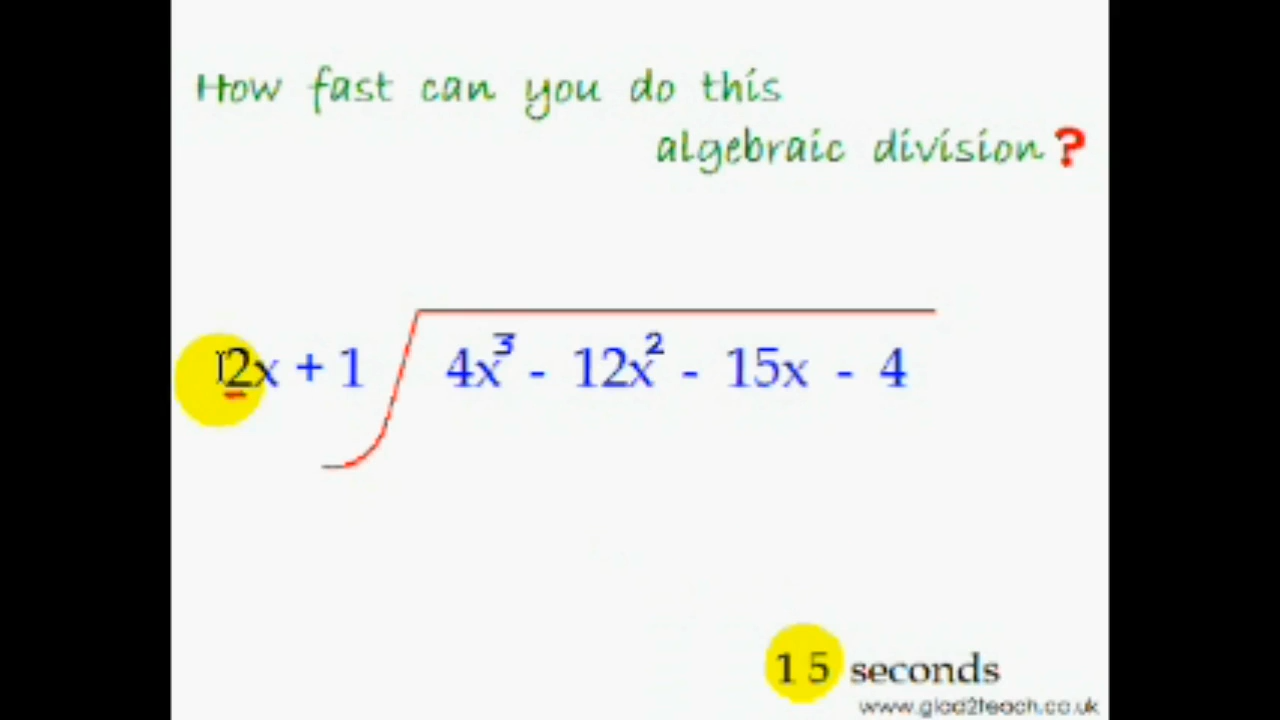 How fast can you do this
algebraic division?
2x + 1 4x³ - 12x² - 15x - 4
15 seconds
www.glad2teach.co.uk